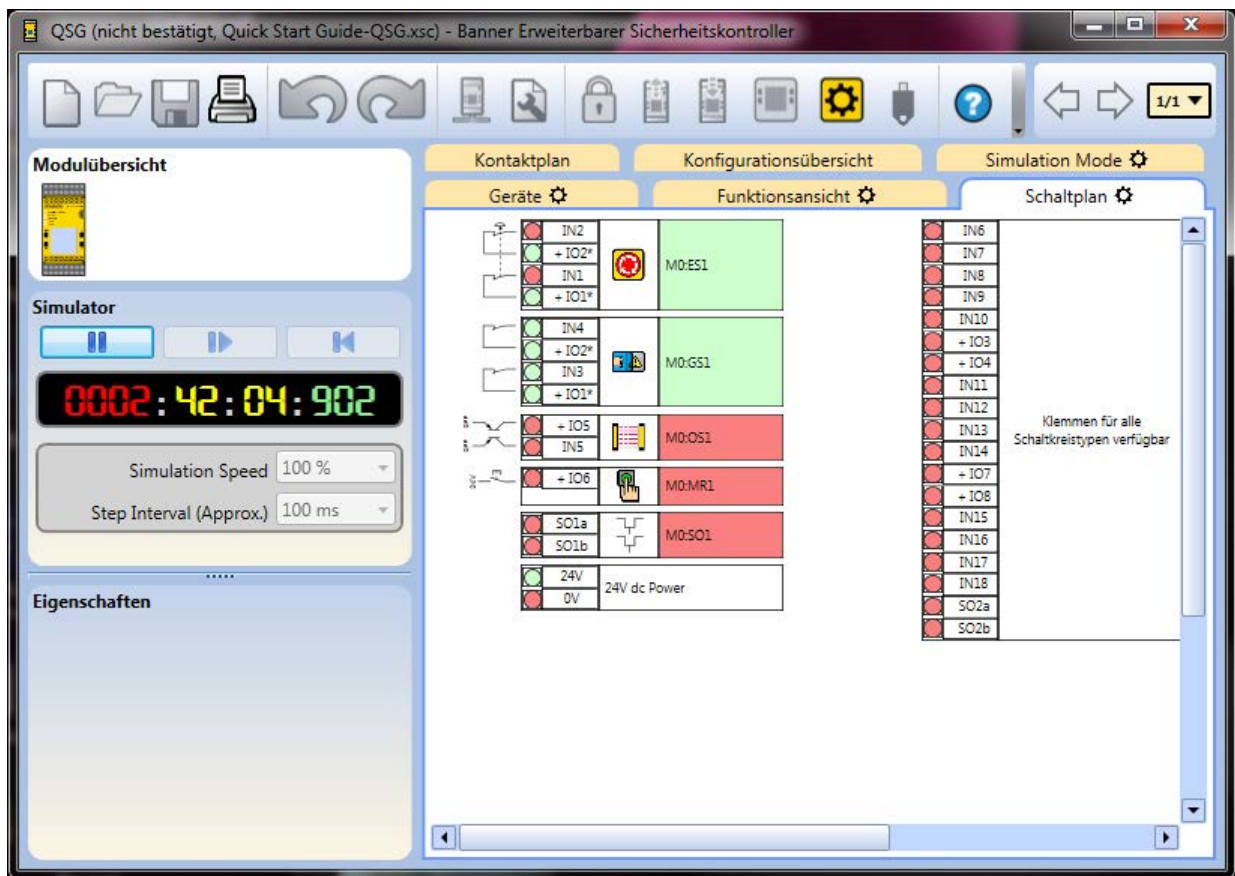 QSG (nicht bestätigt, Quick Start Guide-QSG.xsc) - Banner Erweiterbarer Sicherheitskontroller
1/1
Modulübersicht
Simulator
0002:42:04:902
Simulation Speed 100 %
Step Interval (Approx.) 100 ms
Eigenschaften
Kontaktplan Konfigurationsübersicht Simulation Mode
Geräte Funktionsansicht Schaltplan
IN2
+ IO2*
IN1
+ IO1*
M0:ES1
IN4
+ IO2*
IN3
+ IO1*
M0:GS1
+ IO5
IN5
M0:OS1
+ IO6
M0:MR1
SO1a
SO1b
M0:SO1
24V
0V
24V dc Power
IN6
IN7
IN8
IN9
IN10
+ IO3
+ IO4
IN11
IN12
IN13
IN14
+ IO7
+ IO8
IN15
IN16
IN17
IN18
SO2a
SO2b
Klemmen für alle
Schaltkreistypen verfügbar